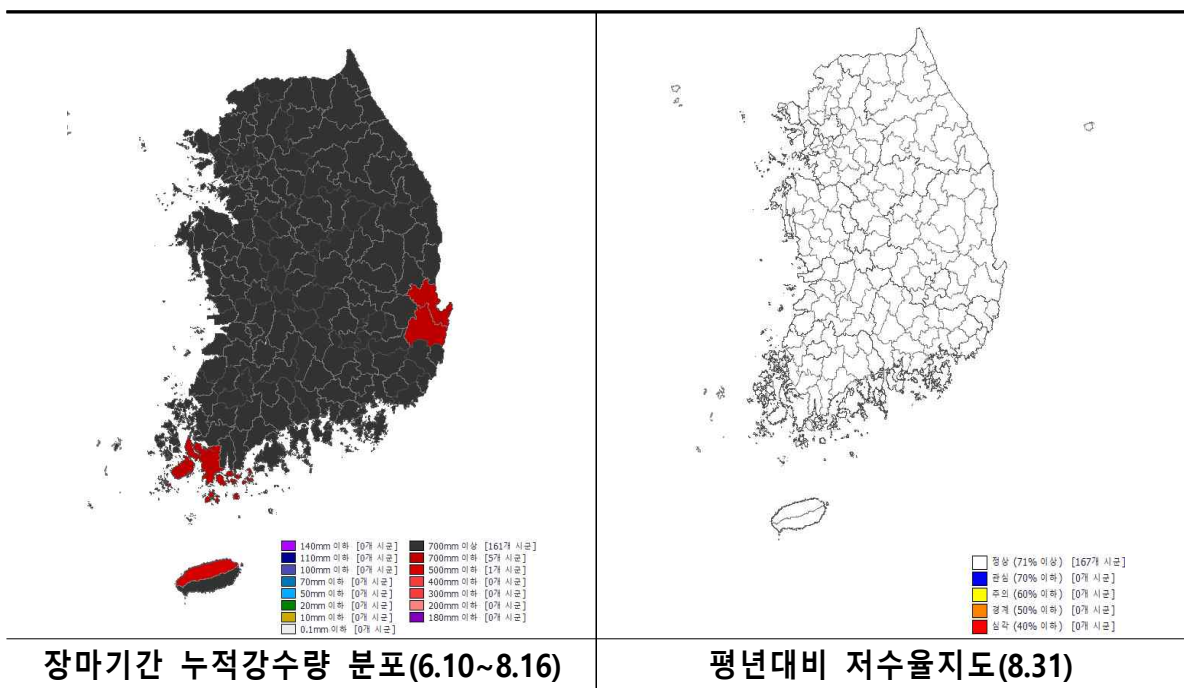 140mm 이하 [0개 시군]
110mm 이하 [0개 시군]
100mm 이하 [0개 시군]
70mm 이하 [0개 시군]
50mm 이하 [0개 시군]
20mm 이하 [0개 시군]
10mm 이하 [0개 시군]
0.1mm 이하 [0개 시군]
700mm 이상 [161개 시군]
700mm 이하 [5개 시군]
500mm 이하 [1개 시군]
400mm 이하 [0개 시군]
300mm 이하 [0개 시군]
200mm 이하 [0개 시군]
180mm 이하 [0개 시군]
정상 (71% 이상) [167개 시군]
관심 (70% 이하) [0개 시군]
주의 (60% 이하) [0개 시군]
경계 (50% 이하) [0개 시군]
심각 (40% 이하) [0개 시군]
장마기간 누적강수량 분포(6.10~8.16)
평년대비 저수율지도(8.31)